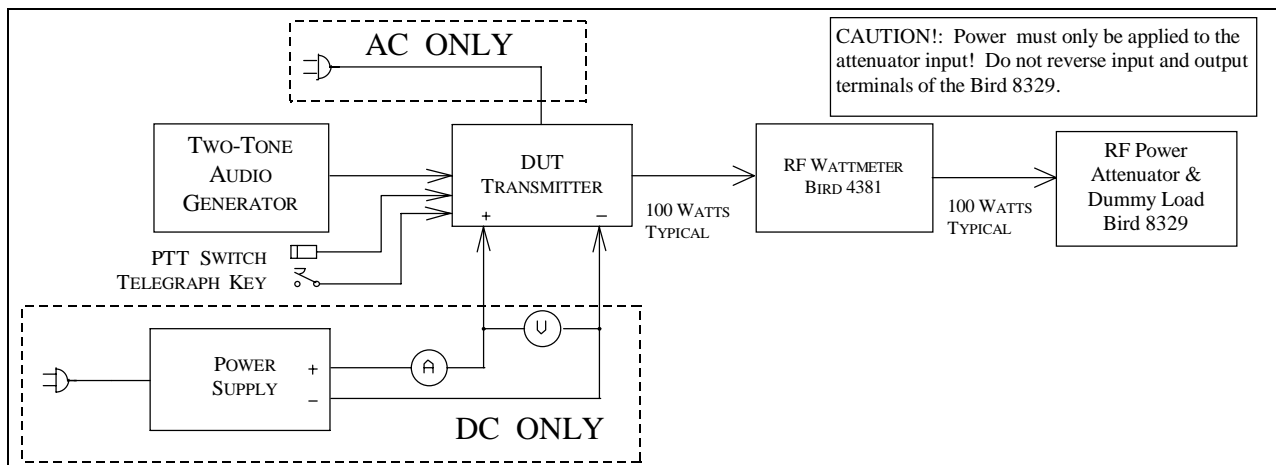 AC ONLY
CAUTION!: Power must only be applied to the
attenuator input! Do not reverse input and output
terminals of the Bird 8329.
TWO-TONE
AUDIO
GENERATOR
DUT
TRANSMITTER
+ −
RF WATTMETER
BIRD 4381
RF Power
Attenuator &
Dummy Load
Bird 8329
100 WATTS
TYPICAL
100 WATTS
TYPICAL
PTT SWITCH
TELEGRAPH KEY
V
A
POWER
SUPPLY
+
−
DC ONLY